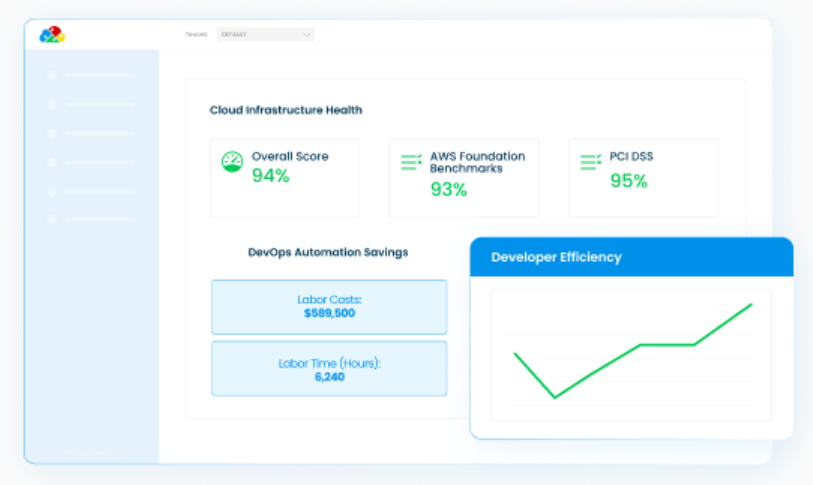 Tenants DEFAULT
Cloud Infrastructure Health
Overall Score
94%
AWS Foundation
Benchmarks
93%
PCI DSS
95%
DevOps Automation Savings
Labor Costs:
$589,500
Labor Time (Hours):
6,240
Developer Efficiency